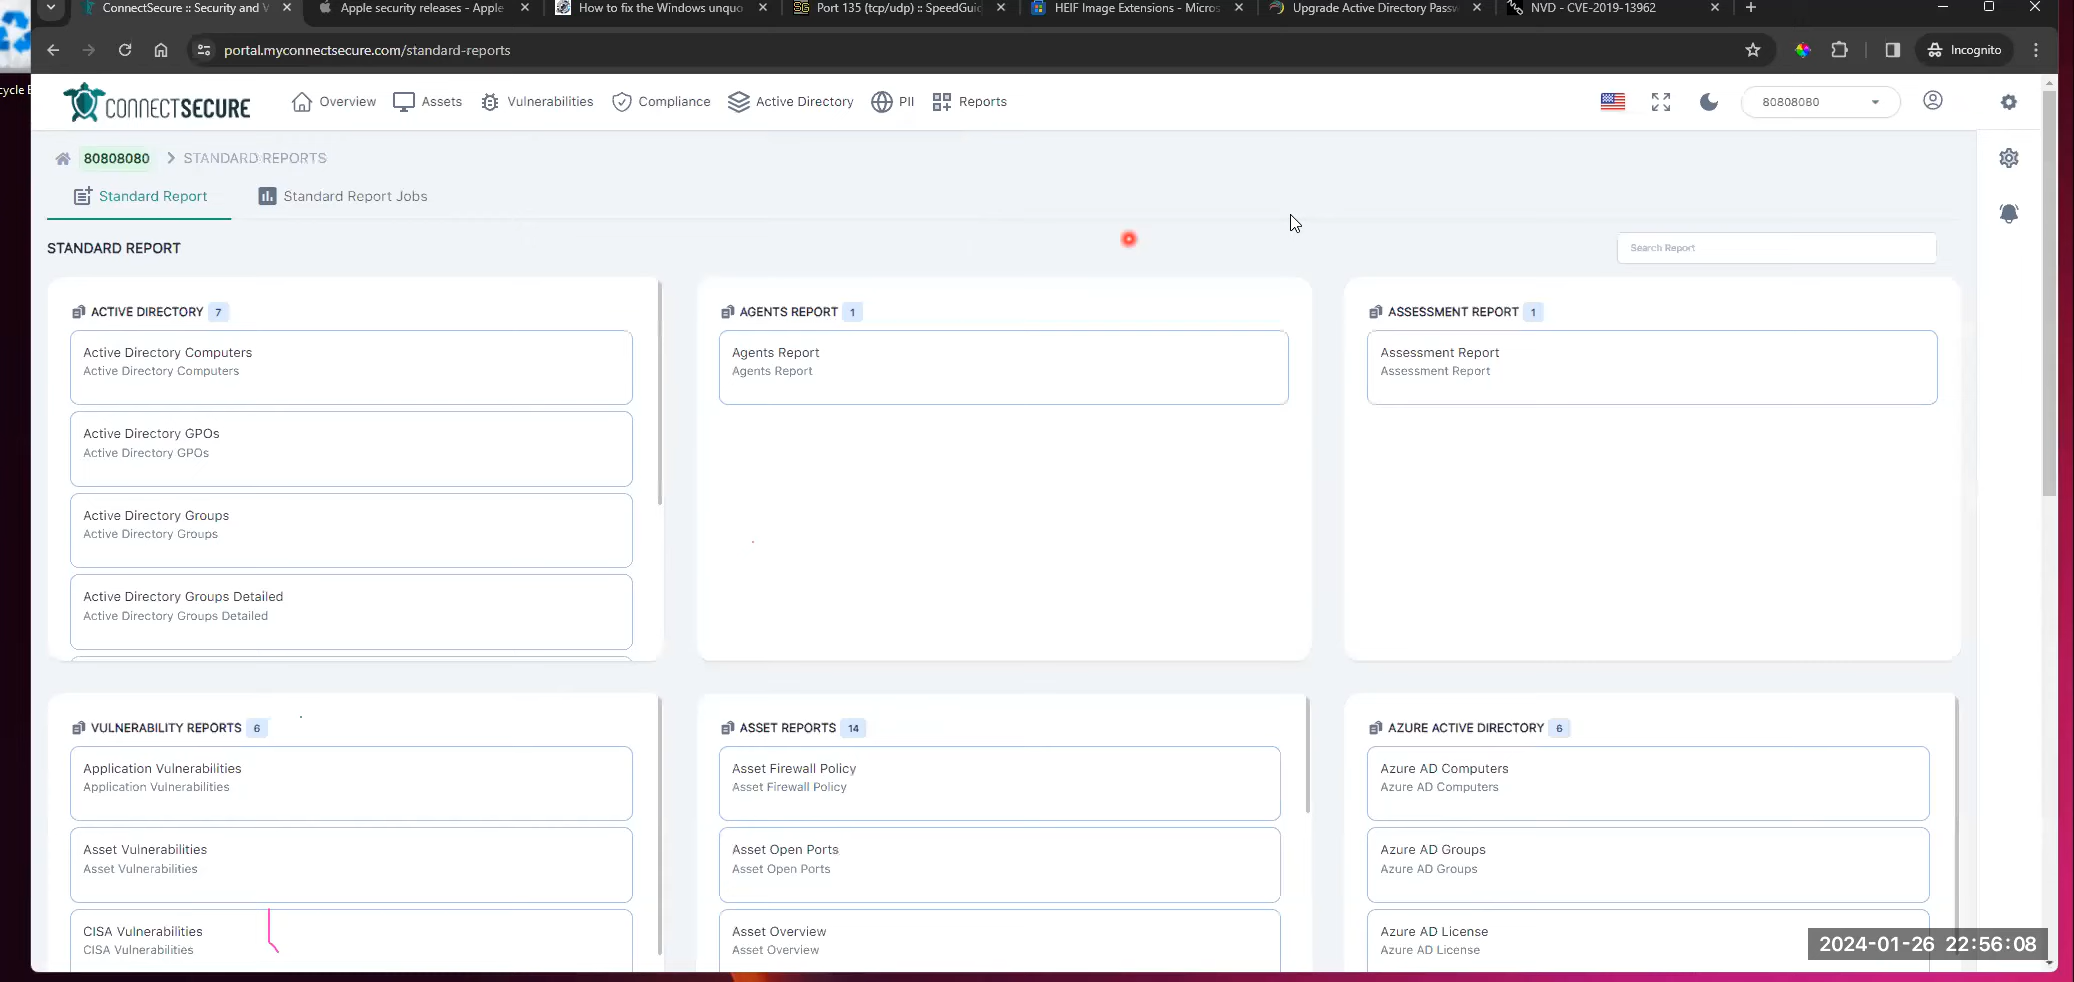 ConnectSecure :: Security and V
Apple security releases - Apple
How to fix the Windows unquo
Port 135 (tcp/udp) :: SpeedGuid
HEIF Image Extensions - Micros
Upgrade Active Directory Passw
NVD - CVE-2019-13962
portal.myconnectsecure.com/standard-reports
Incognito
cycle
CONNECTSECURE
Overview
Assets
Vulnerabilities
Compliance
Active Directory
PII
Reports
80808080
80808080
STANDARD REPORTS
Standard Report
Standard Report Jobs
STANDARD REPORT
Search Report
ACTIVE DIRECTORY 7
Active Directory Computers
Active Directory Computers
Active Directory GPOs
Active Directory GPOs
Active Directory Groups
Active Directory Groups
Active Directory Groups Detailed
Active Directory Groups Detailed
AGENTS REPORT 1
Agents Report
Agents Report
ASSESSMENT REPORT 1
Assessment Report
Assessment Report
VULNERABILITY REPORTS 6
Application Vulnerabilities
Application Vulnerabilities
Asset Vulnerabilities
Asset Vulnerabilities
CISA Vulnerabilities
CISA Vulnerabilities
ASSET REPORTS 14
Asset Firewall Policy
Asset Firewall Policy
Asset Open Ports
Asset Open Ports
Asset Overview
Asset Overview
AZURE ACTIVE DIRECTORY 6
Azure AD Computers
Azure AD Computers
Azure AD Groups
Azure AD Groups
Azure AD License
Azure AD License
2024-01-26 22:56:08